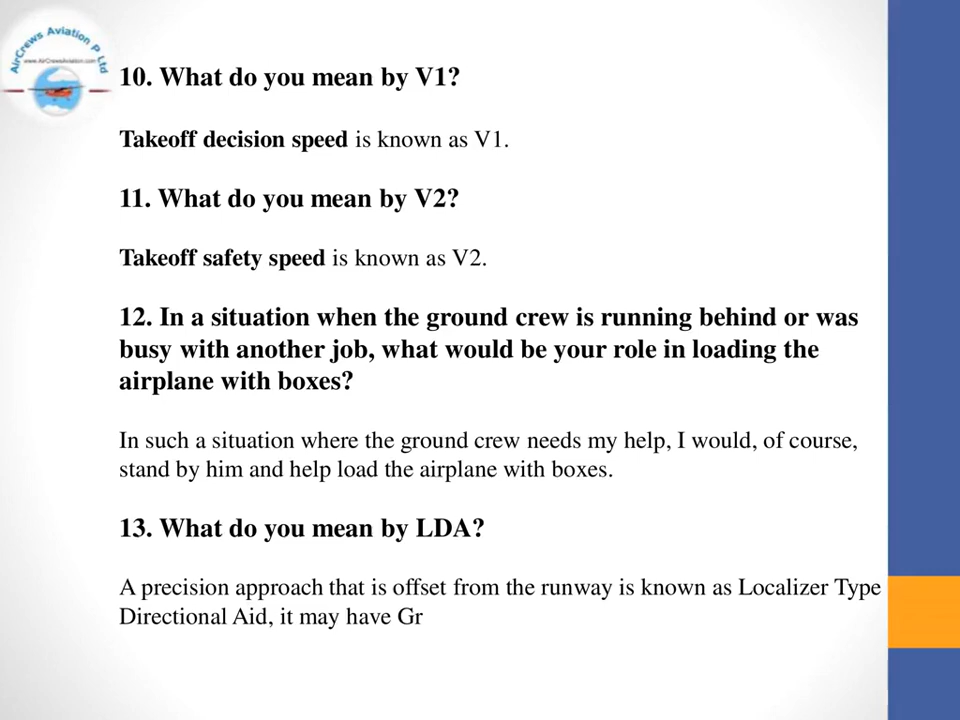 AirCrews Aviation P Ltd
www.AirCrewsAviation.com
10. What do you mean by V1?
Takeoff decision speed is known as V1.
11. What do you mean by V2?
Takeoff safety speed is known as V2.
12. In a situation when the ground crew is running behind or was
busy with another job, what would be your role in loading the
airplane with boxes?
In such a situation where the ground crew needs my help, I would, of course,
stand by him and help load the airplane with boxes.
13. What do you mean by LDA?
A precision approach that is offset from the runway is known as Localizer Type
Directional Aid, it may have Gr